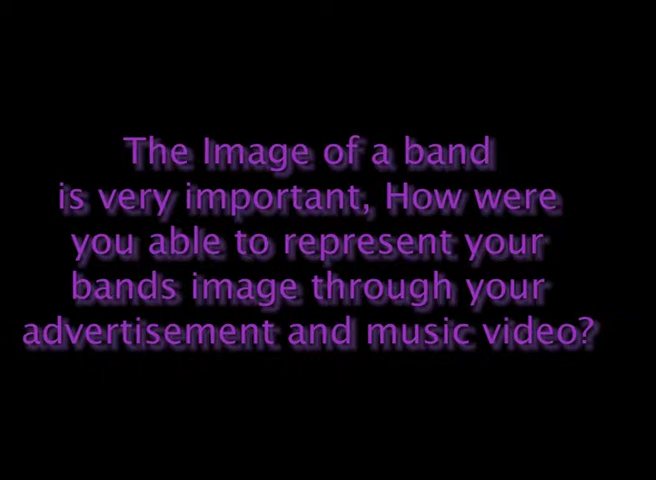 The Image of a band
is very important, How were
you able to represent your
bands image through your
advertisement and music video?